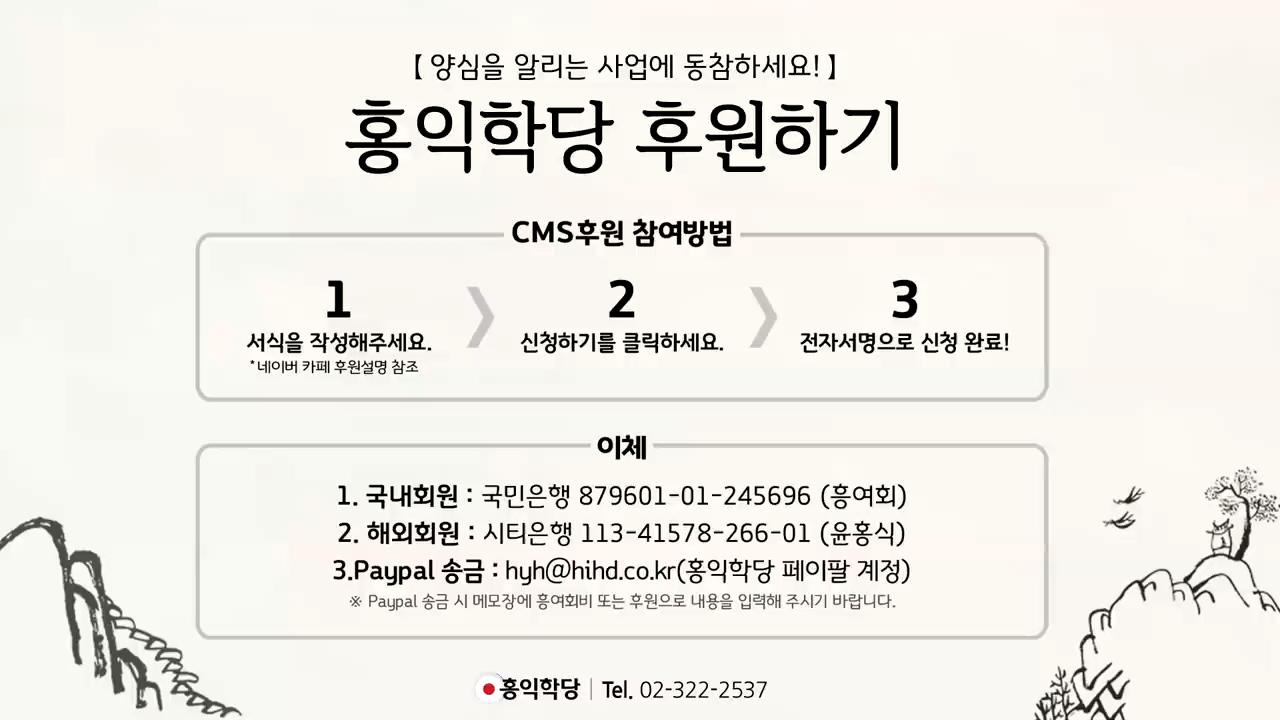 【 양심을 알리는 사업에 동참하세요! 】
홍익학당 후원하기
CMS후원 참여방법
1
서식을 작성해주세요.
*네이버 카페 후원설명 참조
2
신청하기를 클릭하세요.
3
전자서명으로 신청 완료!
이체
1. 국내회원 : 국민은행 879601-01-245696 (흥여회)
2. 해외회원 : 시티은행 113-41578-266-01 (윤홍식)
3.Paypal 송금 : hyh@hihd.co.kr(홍익학당 페이팔 계정)
※ Paypal 송금 시 메모장에 흥여회비 또는 후원으로 내용을 입력해 주시기 바랍니다.
홍익학당 | Tel. 02-322-2537